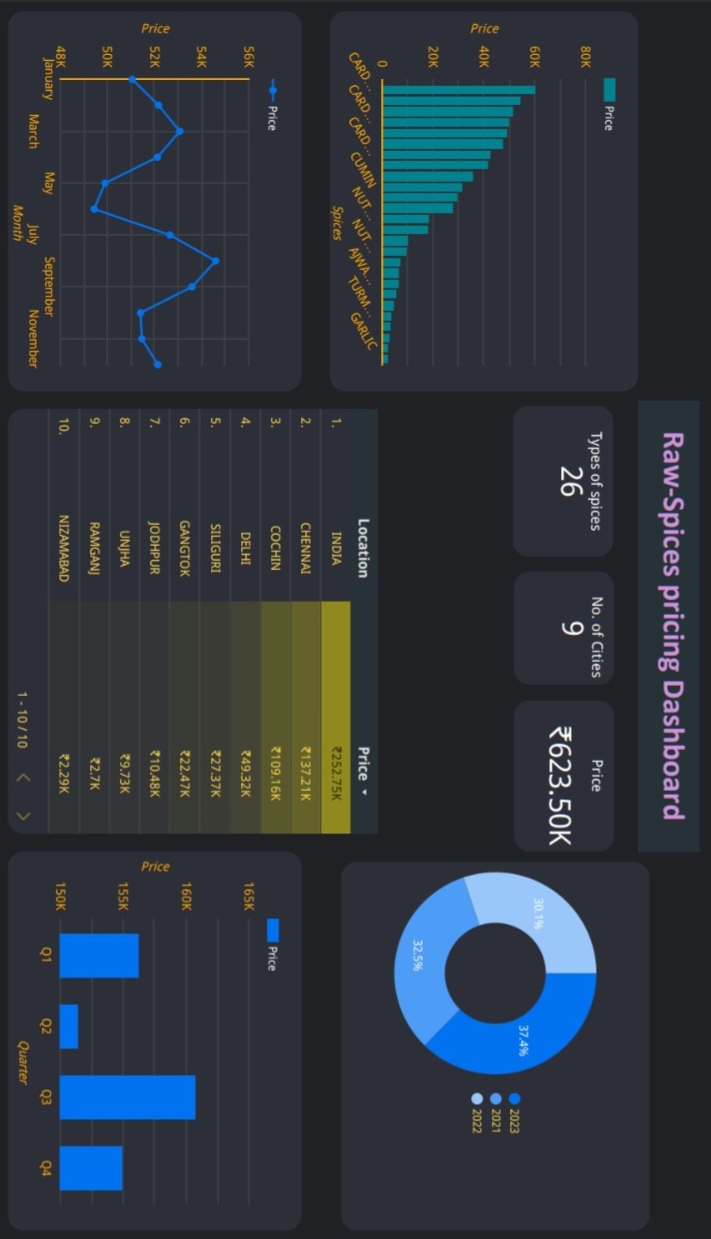 Raw-Spices pricing Dashboard
Price
80K
60K
40K
20K
0
Price
CARD...
CARD...
CARD...
CUMIN
NUT...
NUT...
AJWA...
TURM...
GARLIC
Spices
Types of spices
26
No. of Cities
9
Price
₹623.50K
37.4%
32.5%
30.1%
2023
2021
2022
Price
56K
54K
52K
50K
48K
Price
January
March
May
July
September
November
Month
Location Price
1. INDIA ₹252.75K
2. CHENNAI ₹137.21K
3. COCHIN ₹109.16K
4. DELHI ₹49.32K
5. SILIGURI ₹27.37K
6. GANGTOK ₹22.47K
7. JODHPUR ₹10.48K
8. UNJHA ₹9.73K
9. RAMGANJ ₹2.7K
10. NIZAMABAD ₹2.29K
1 - 10 / 10
Price
165K
160K
155K
150K
Price
Q1 Q2 Q3 Q4
Quarter